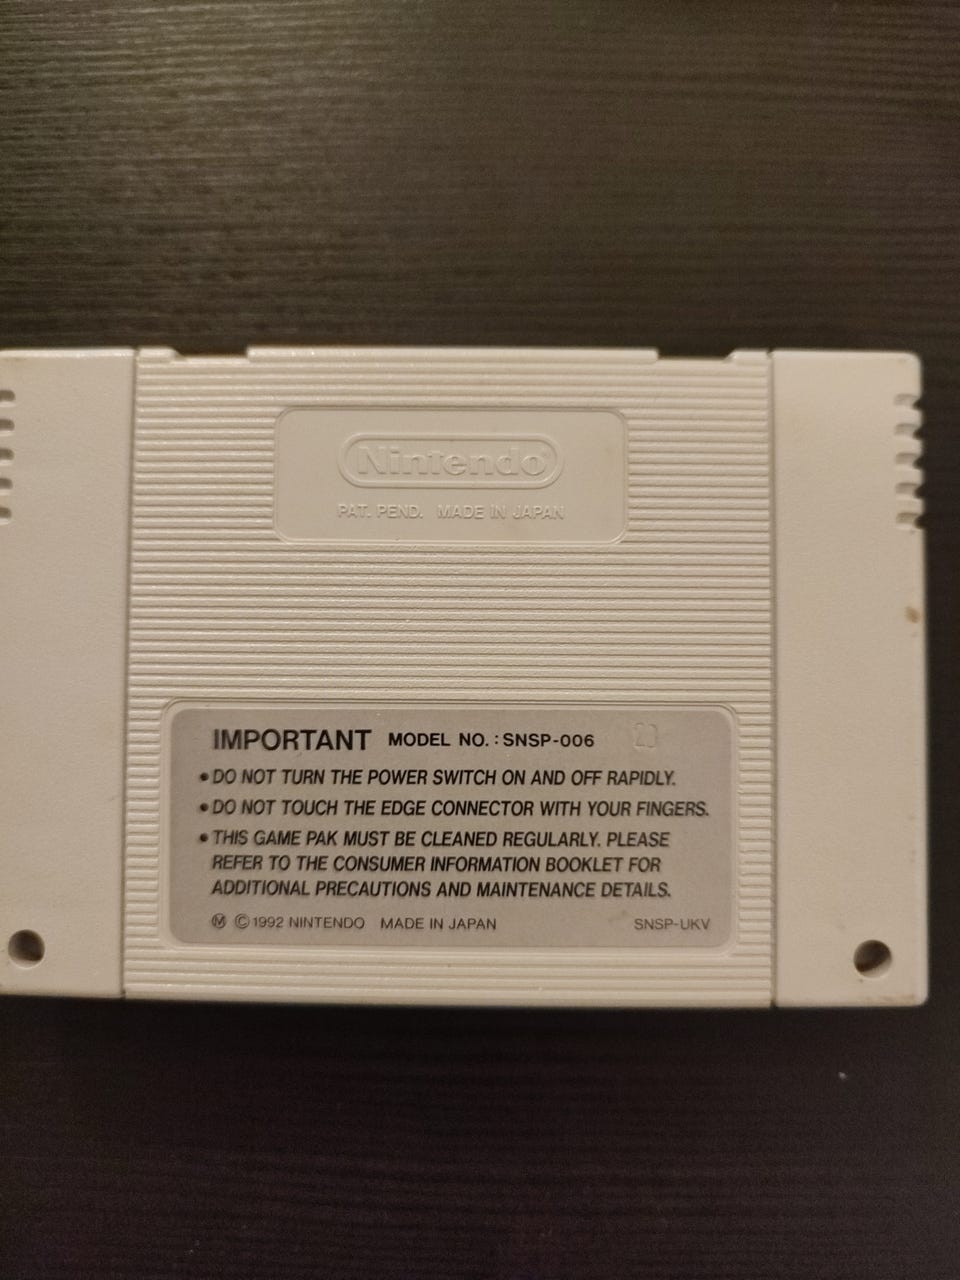 Nintendo
PAT. PEND. MADE IN JAPAN
IMPORTANT MODEL NO.: SNSP-006
• DO NOT TURN THE POWER SWITCH ON AND OFF RAPIDLY.
• DO NOT TOUCH THE EDGE CONNECTOR WITH YOUR FINGERS.
• THIS GAME PAK MUST BE CLEANED REGULARLY. PLEASE
REFER TO THE CONSUMER INFORMATION BOOKLET FOR
ADDITIONAL PRECAUTIONS AND MAINTENANCE DETAILS.
Ⓜ © 1992 NINTENDO MADE IN JAPAN SNSP-UKV